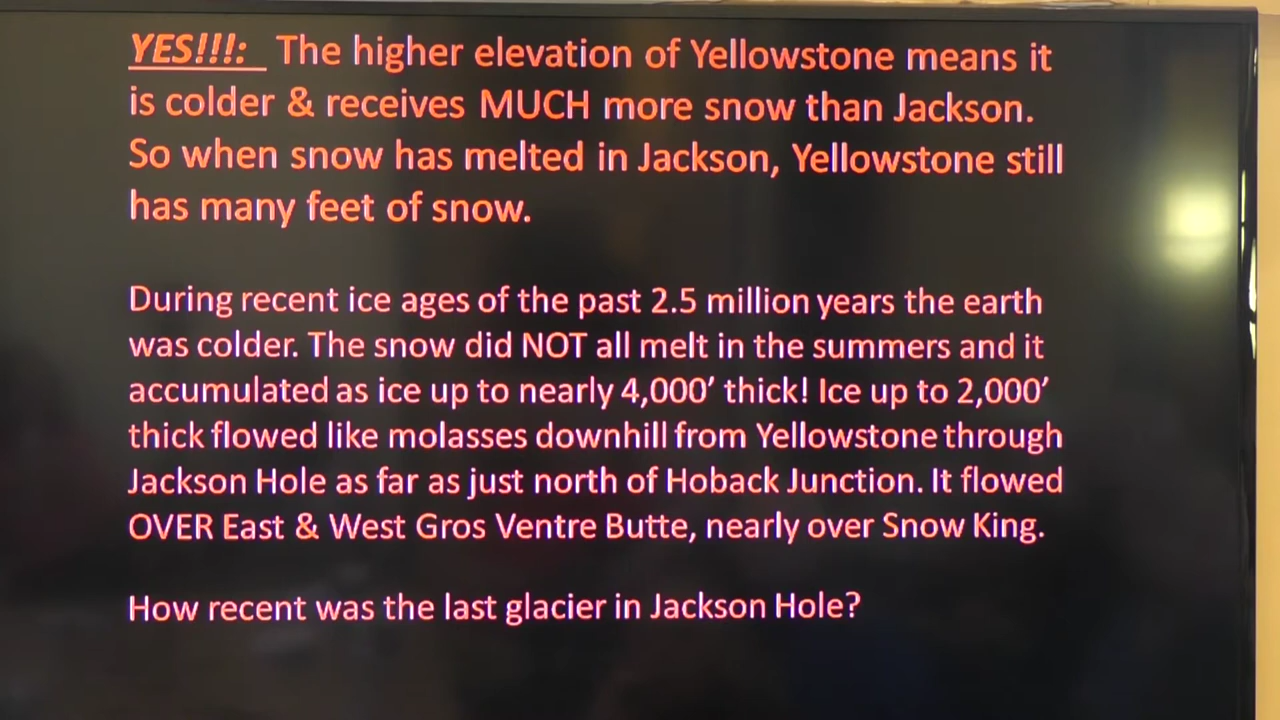 YES!!!: The higher elevation of Yellowstone means it
is colder & receives MUCH more snow than Jackson.
So when snow has melted in Jackson, Yellowstone still
has many feet of snow.
During recent ice ages of the past 2.5 million years the earth
was colder. The snow did NOT all melt in the summers and it
accumulated as ice up to nearly 4,000’ thick! Ice up to 2,000’
thick flowed like molasses downhill from Yellowstone through
Jackson Hole as far as just north of Hoback Junction. It flowed
OVER East & West Gros Ventre Butte, nearly over Snow King.
How recent was the last glacier in Jackson Hole?